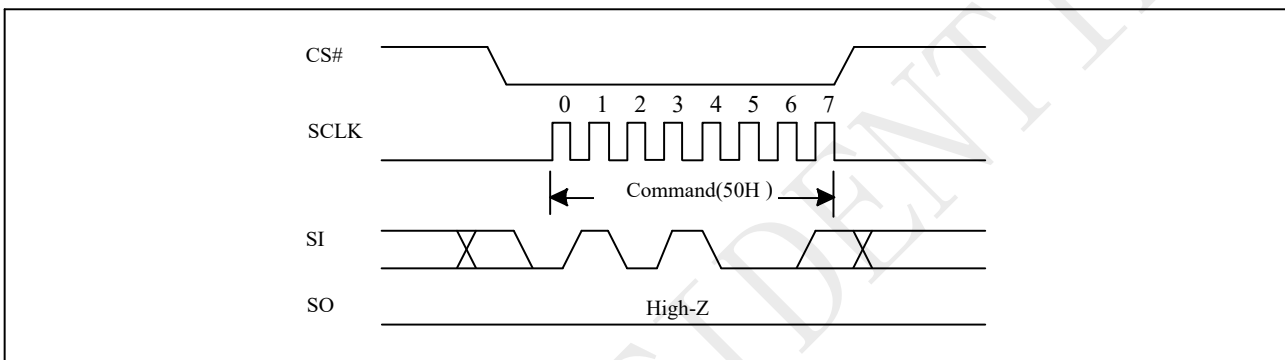 CS#
0 1 2 3 4 5 6 7
SCLK
Command(50H )
SI
SO
High-Z